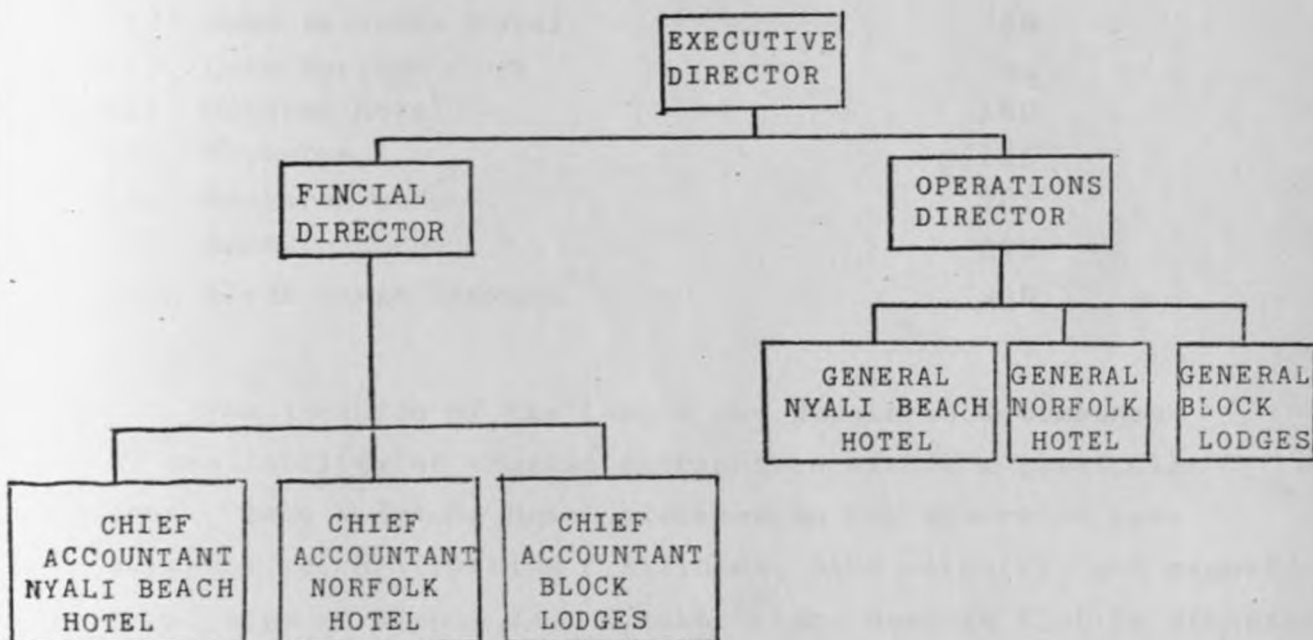 EXECUTIVE
DIRECTOR
FINCIAL
DIRECTOR
OPERATIONS
DIRECTOR
GENERAL
NYALI BEACH
HOTEL
GENERAL
NORFOLK
HOTEL
GENERAL
BLOCK
LODGES
CHIEF
ACCOUNTANT
NYALI BEACH
HOTEL
CHIEF
ACCOUNTANT
NORFOLK
HOTEL
CHIEF
ACCOUNTANT
BLOCK
LODGES